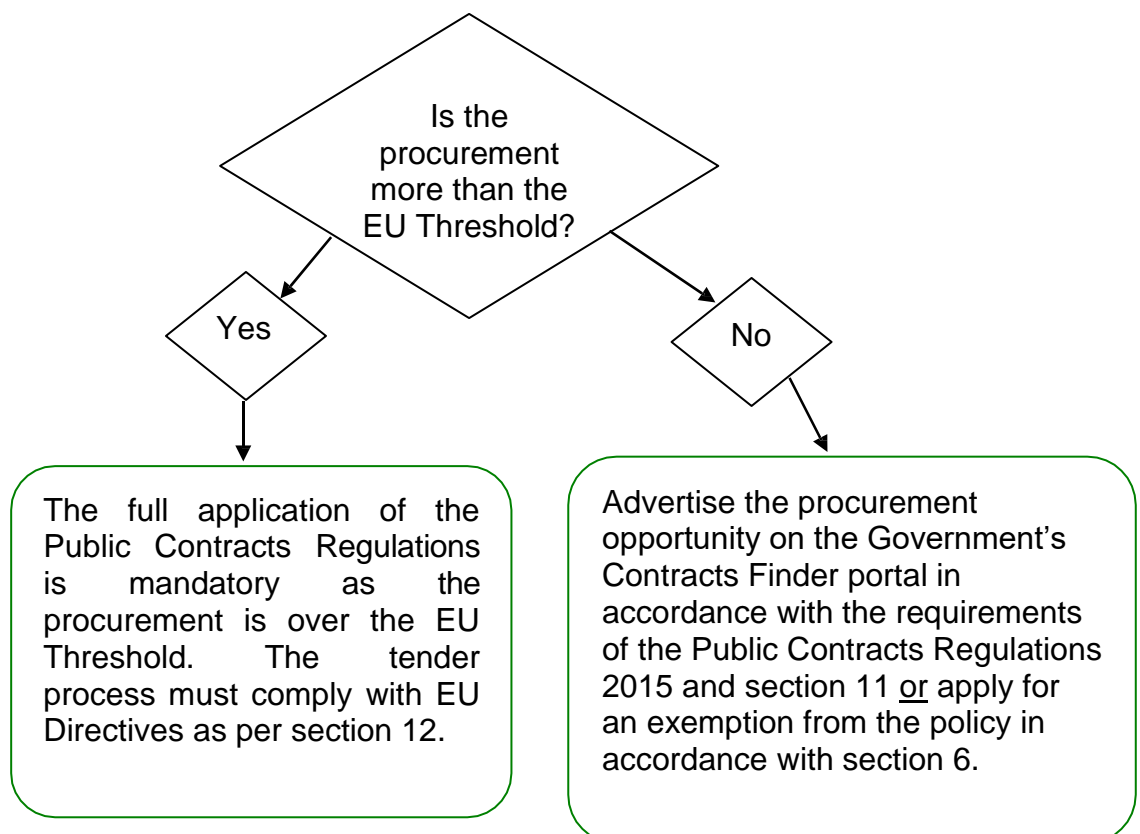 Is the
procurement
more than the
EU Threshold?
Yes
No
The full application of the
Public Contracts Regulations
is mandatory as the
procurement is over the EU
Threshold. The tender
process must comply with EU
Directives as per section 12.
Advertise the procurement
opportunity on the Government’s
Contracts Finder portal in
accordance with the requirements
of the Public Contracts Regulations
2015 and section 11 or apply for
an exemption from the policy in
accordance with section 6.